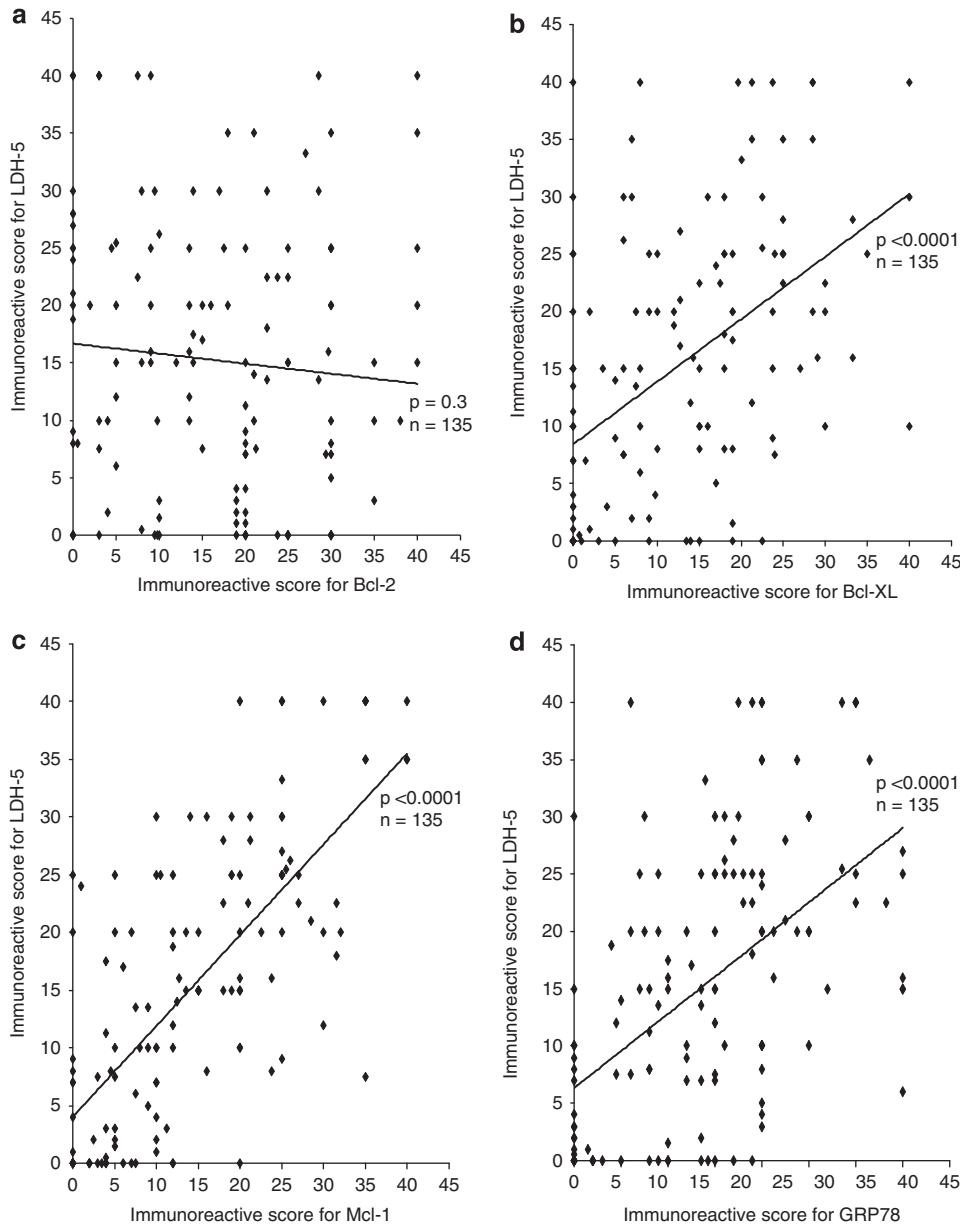 a
45
40
35
30
25
20
15
10
5
0
Immunoreactive score for LDH-5
p = 0.3
n = 135
0 5 10 15 20 25 30 35 40 45
Immunoreactive score for Bcl-2
b
45
40
35
30
25
20
15
10
5
0
Immunoreactive score for LDH-5
p <0.0001
n = 135
0 5 10 15 20 25 30 35 40 45
Immunoreactive score for Bcl-XL
c
45
40
35
30
25
20
15
10
5
0
Immunoreactive score for LDH-5
p <0.0001
n = 135
0 5 10 15 20 25 30 35 40 45
Immunoreactive score for Mcl-1
d
45
40
35
30
25
20
15
10
5
0
Immunoreactive score for LDH-5
p <0.0001
n = 135
0 5 10 15 20 25 30 35 40 45
Immunoreactive score for GRP78